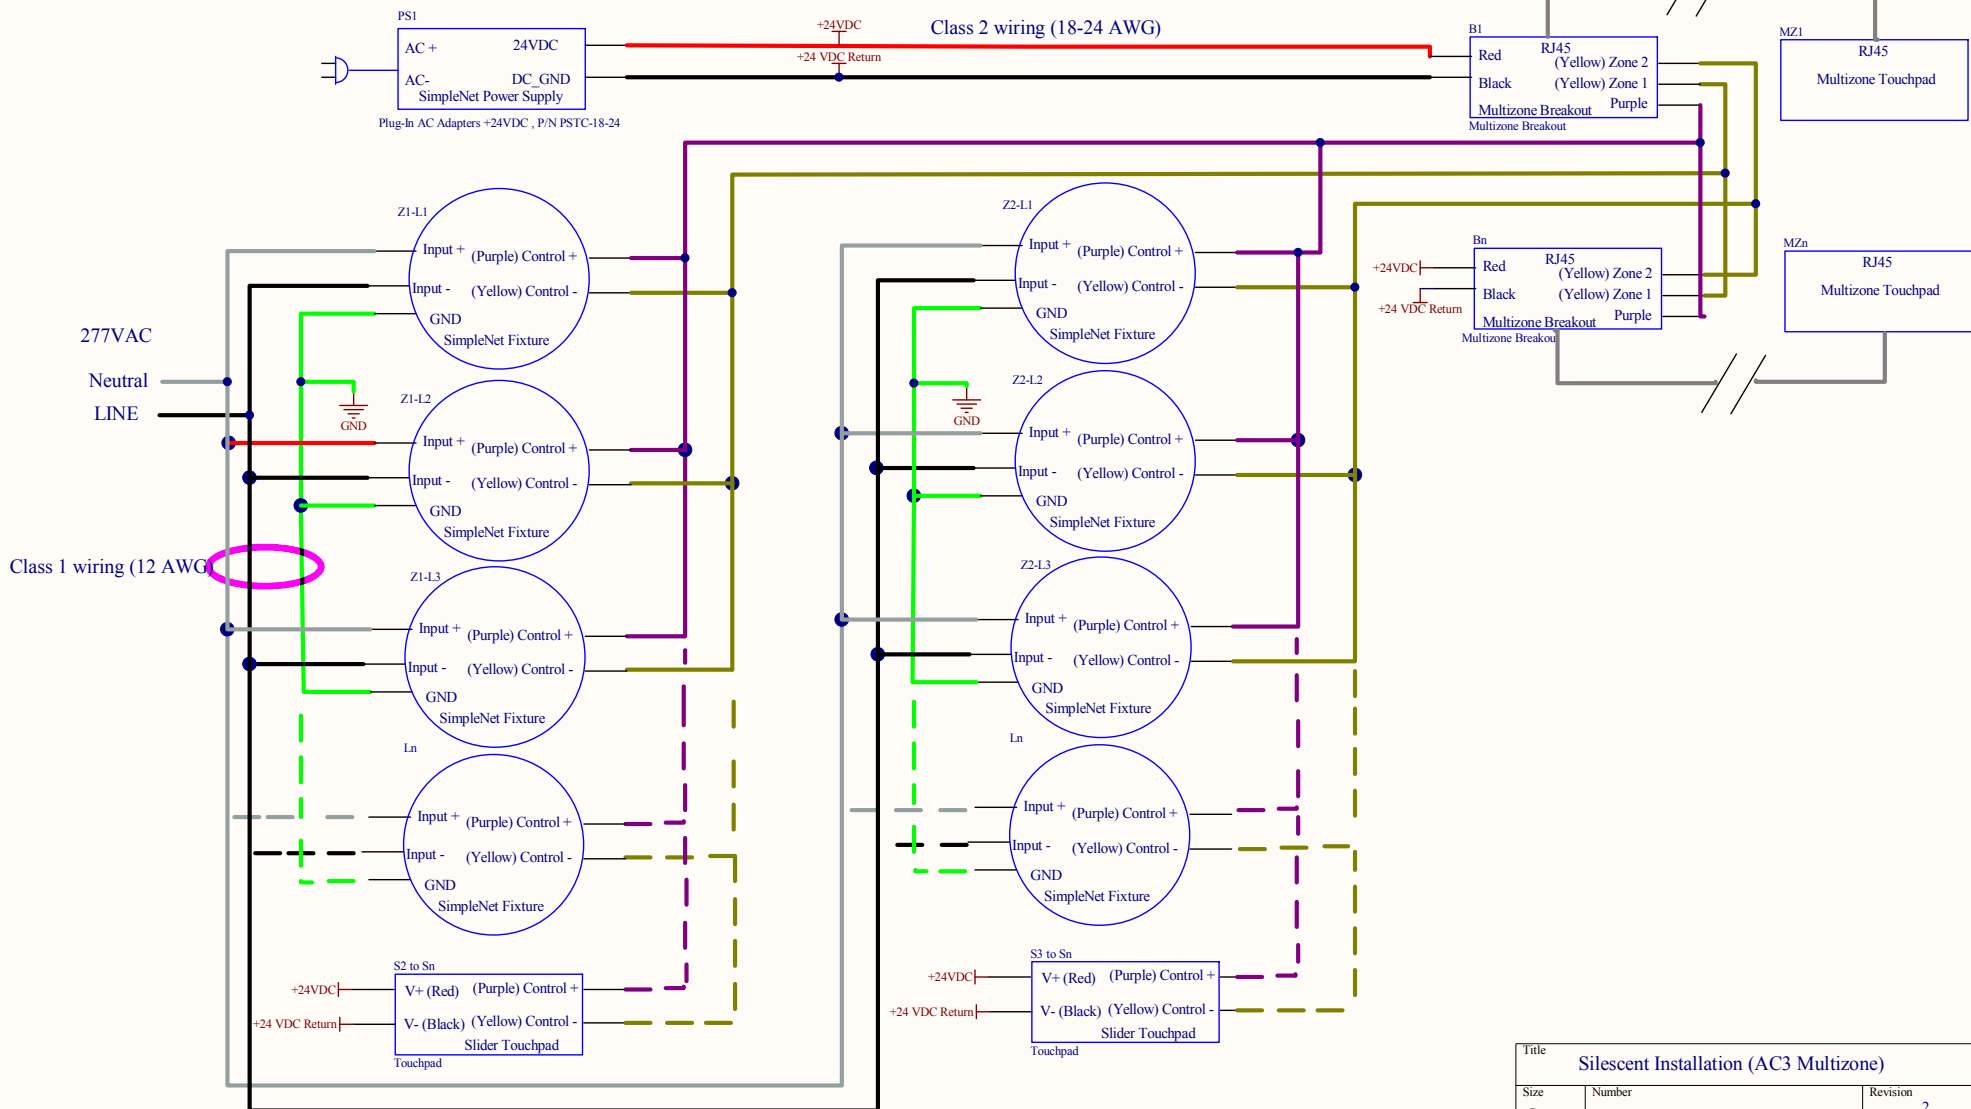 PS1
AC +
24VDC
AC-
DC_GND
SimpleNet Power Supply
Plug-In AC Adapters +24VDC , P/N PSTC-18-24
+24VDC
+24 VDC Return
Class 2 wiring (18-24 AWG)
B1
RJ45
Red
(Yellow) Zone 2
Black
(Yellow) Zone 1
Purple
Multizone Breakout
Multizone Breakout
MZ1
RJ45
Multizone Touchpad
Z1-L1
Input +
(Purple) Control +
Input -
(Yellow) Control -
GND
SimpleNet Fixture
Z2-L1
Input +
(Purple) Control +
Input -
(Yellow) Control -
GND
SimpleNet Fixture
Bn
RJ45
+24VDC
Red
(Yellow) Zone 2
Black
(Yellow) Zone 1
+24 VDC Return
Purple
Multizone Breakout
Multizone Breakou
MZn
RJ45
Multizone Touchpad
277VAC
Neutral
LINE
GND
Z1-L2
Input +
(Purple) Control +
Input -
(Yellow) Control -
GND
SimpleNet Fixture
GND
Z2-L2
Input +
(Purple) Control +
Input -
(Yellow) Control -
GND
SimpleNet Fixture
Class 1 wiring (12 AWG)
Z1-L3
Input +
(Purple) Control +
Input -
(Yellow) Control -
GND
SimpleNet Fixture
Z2-L3
Input +
(Purple) Control +
Input -
(Yellow) Control -
GND
SimpleNet Fixture
Ln
Input +
(Purple) Control +
Input -
(Yellow) Control -
GND
SimpleNet Fixture
Ln
Input +
(Purple) Control +
Input -
(Yellow) Control -
GND
SimpleNet Fixture
S2 to Sn
+24VDC
V+ (Red)
(Purple) Control +
+24 VDC Return
V- (Black)
(Yellow) Control -
Slider Touchpad
Touchpad
S3 to Sn
+24VDC
V+ (Red)
(Purple) Control +
+24 VDC Return
V- (Black)
(Yellow) Control -
Slider Touchpad
Touchpad
Title
Silescent Installation (AC3 Multizone)
Size
Number
Revision
2